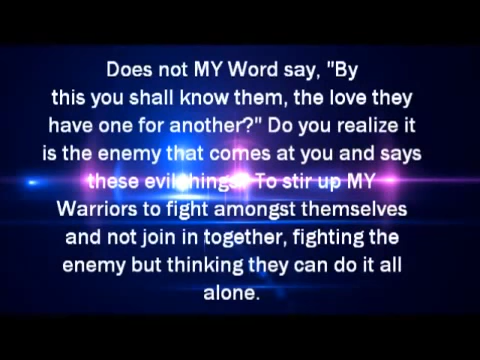 Does not MY Word say, "By
this you shall know them, the love they
have one for another?" Do you realize it
is the enemy that comes at you and says
these evil things? To stir up MY
Warriors to fight amongst themselves
and not join in together, fighting the
enemy but thinking they can do it all
alone.